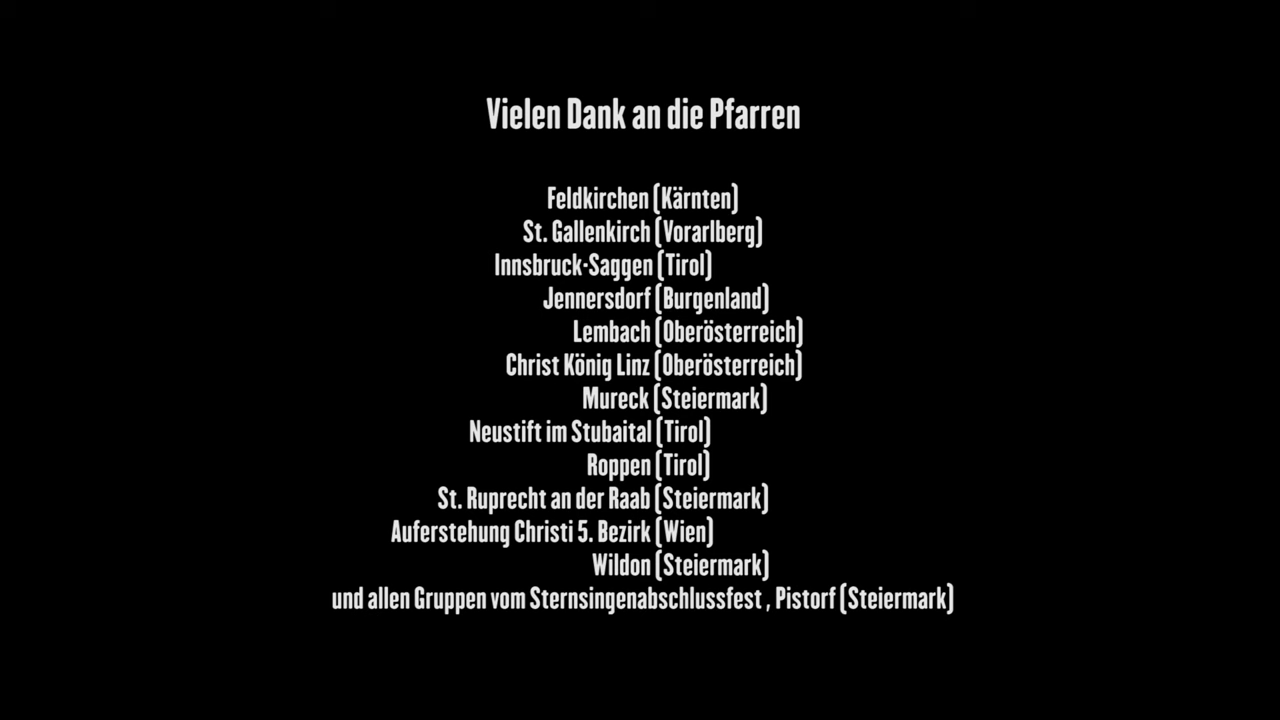 Vielen Dank an die Pfarren
Feldkirchen (Kärnten)
St. Gallenkirch (Vorarlberg)
Innsbruck-Saggen (Tirol)
Jennersdorf (Burgenland)
Lembach (Oberösterreich)
Christ König Linz (Oberösterreich)
Mureck (Steiermark)
Neustift im Stubaital (Tirol)
Roppen (Tirol)
St. Ruprecht an der Raab (Steiermark)
Auferstehung Christi 5. Bezirk (Wien)
Wildon (Steiermark)
und allen Gruppen vom Sternsingenabschlussfest , Pistorf (Steiermark)